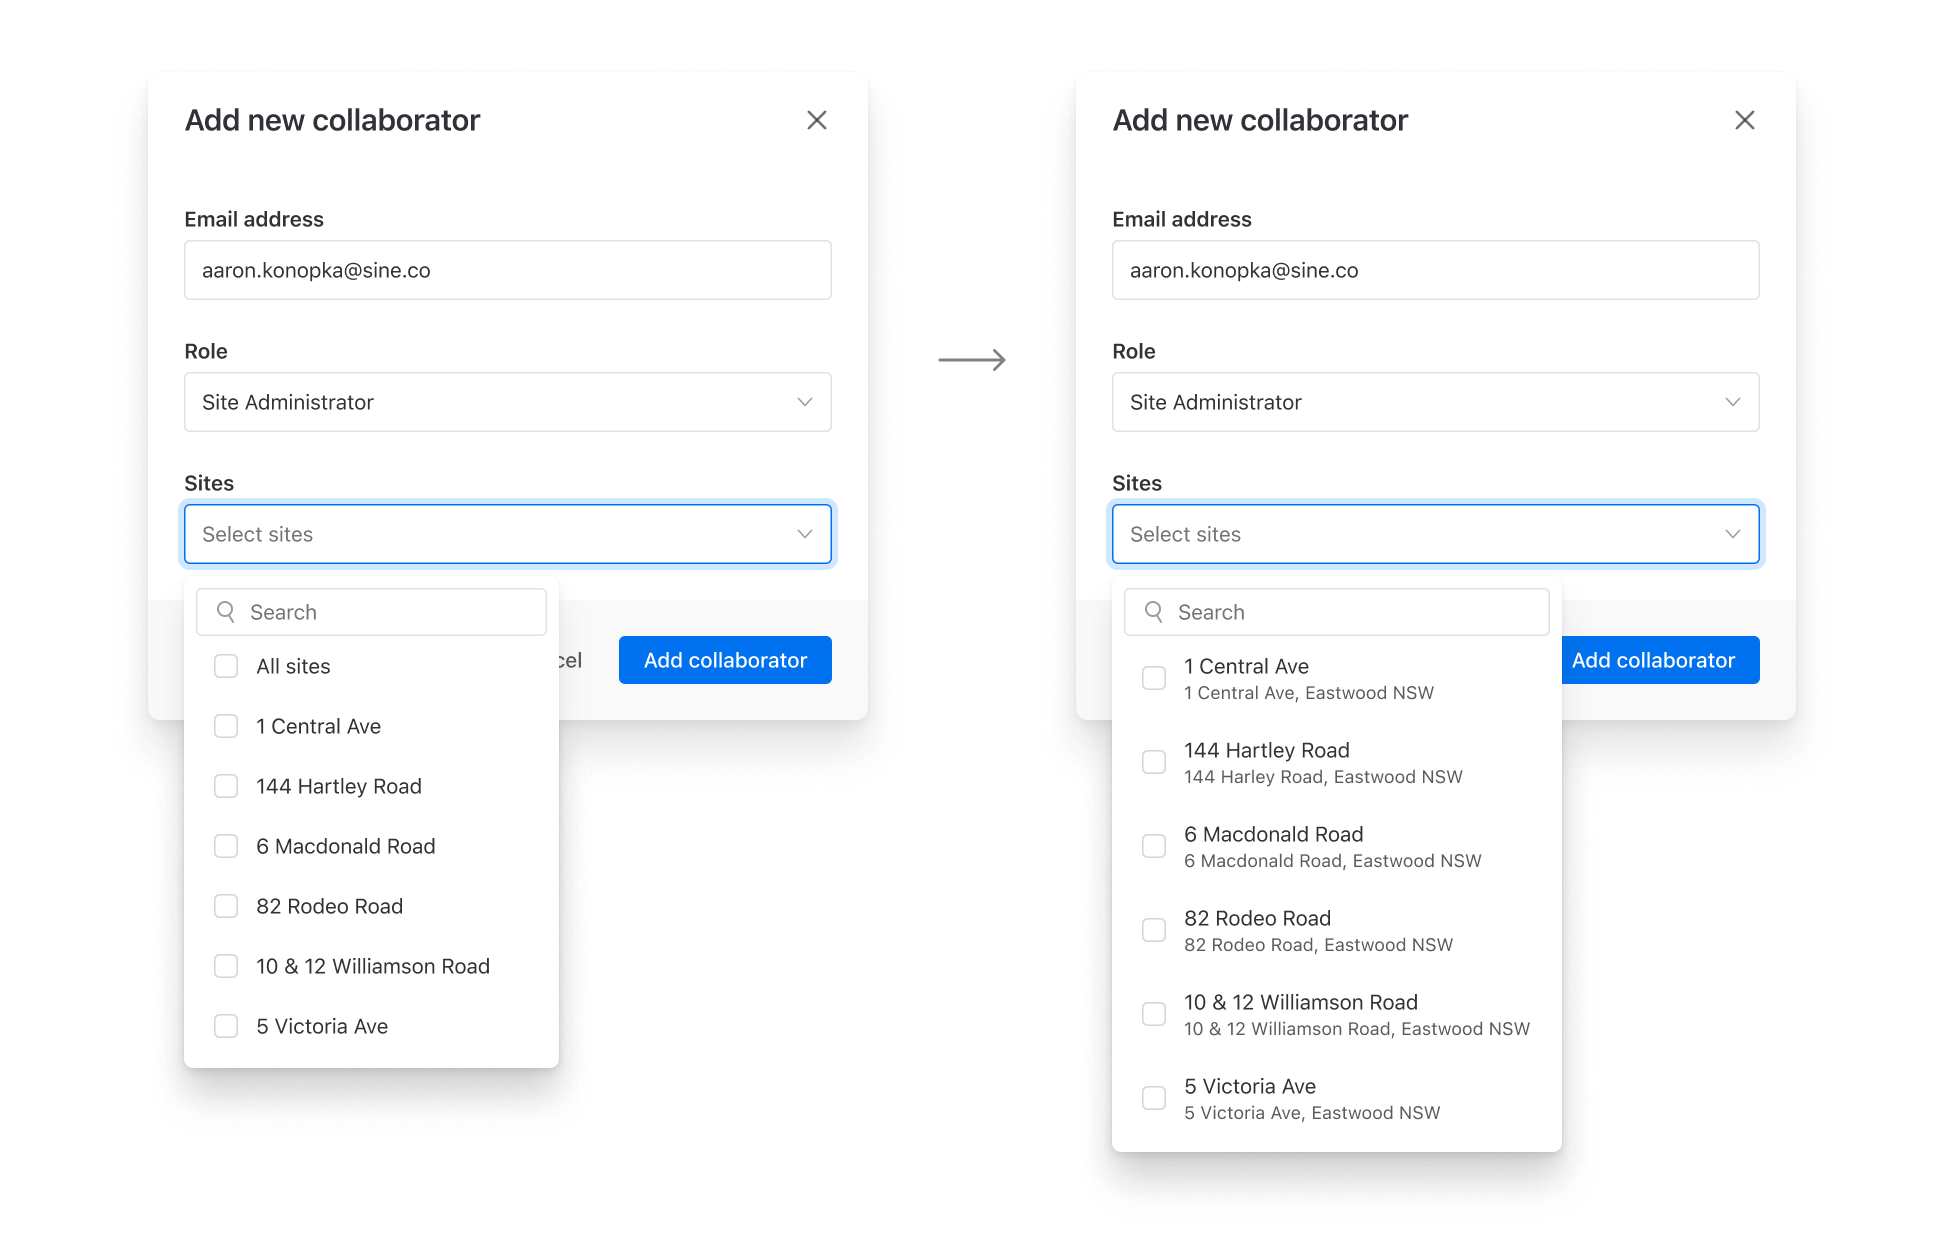 Add new collaborator
Email address
aaron.konopka@sine.co
Role
Site Administrator
Sites
Select sites
Search
All sites
1 Central Ave
144 Hartley Road
6 Macdonald Road
82 Rodeo Road
10 & 12 Williamson Road
5 Victoria Ave
cel
Add collaborator
Add new collaborator
Email address
aaron.konopka@sine.co
Role
Site Administrator
Sites
Select sites
Search
1 Central Ave
1 Central Ave, Eastwood NSW
144 Hartley Road
144 Harley Road, Eastwood NSW
6 Macdonald Road
6 Macdonald Road, Eastwood NSW
82 Rodeo Road
82 Rodeo Road, Eastwood NSW
10 & 12 Williamson Road
10 & 12 Williamson Road, Eastwood NSW
5 Victoria Ave
5 Victoria Ave, Eastwood NSW
Add collaborator